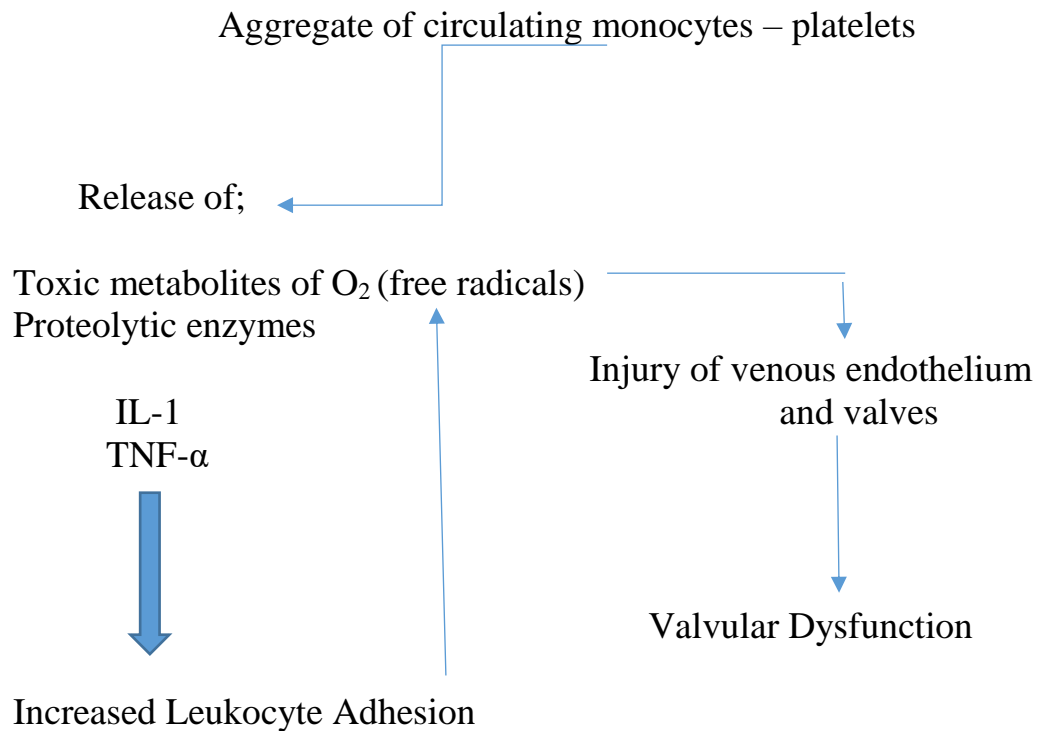 Aggregate of circulating monocytes – platelets
Release of;
Toxic metabolites of O₂ (free radicals)
Proteolytic enzymes
Injury of venous endothelium
and valves
IL-1
TNF-α
Valvular Dysfunction
Increased Leukocyte Adhesion